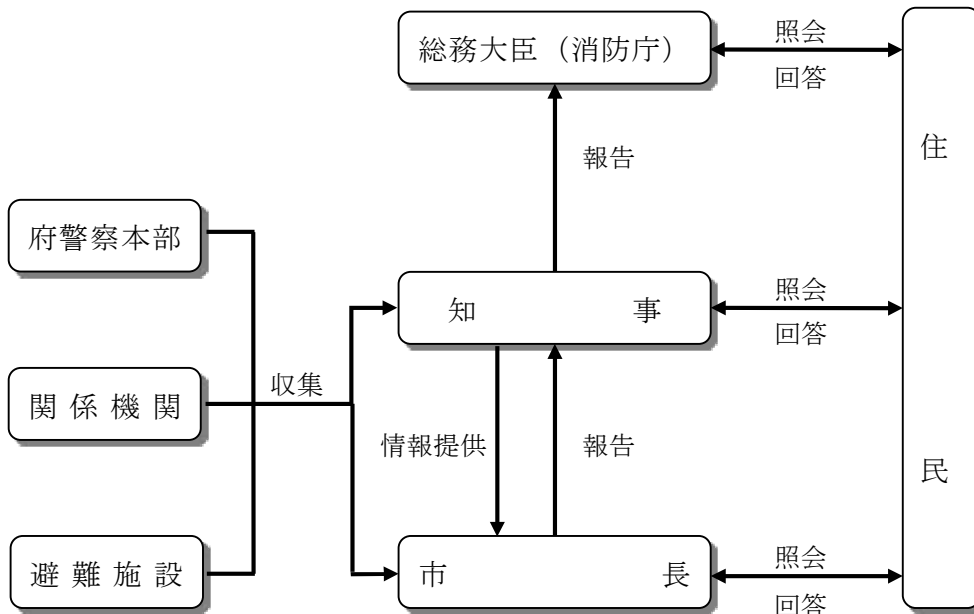 総務大臣（消防庁）
照会
回答
住民
報告
府警察本部
知事
照会
回答
関係機関
収集
情報提供
報告
避難施設
市長
照会
回答